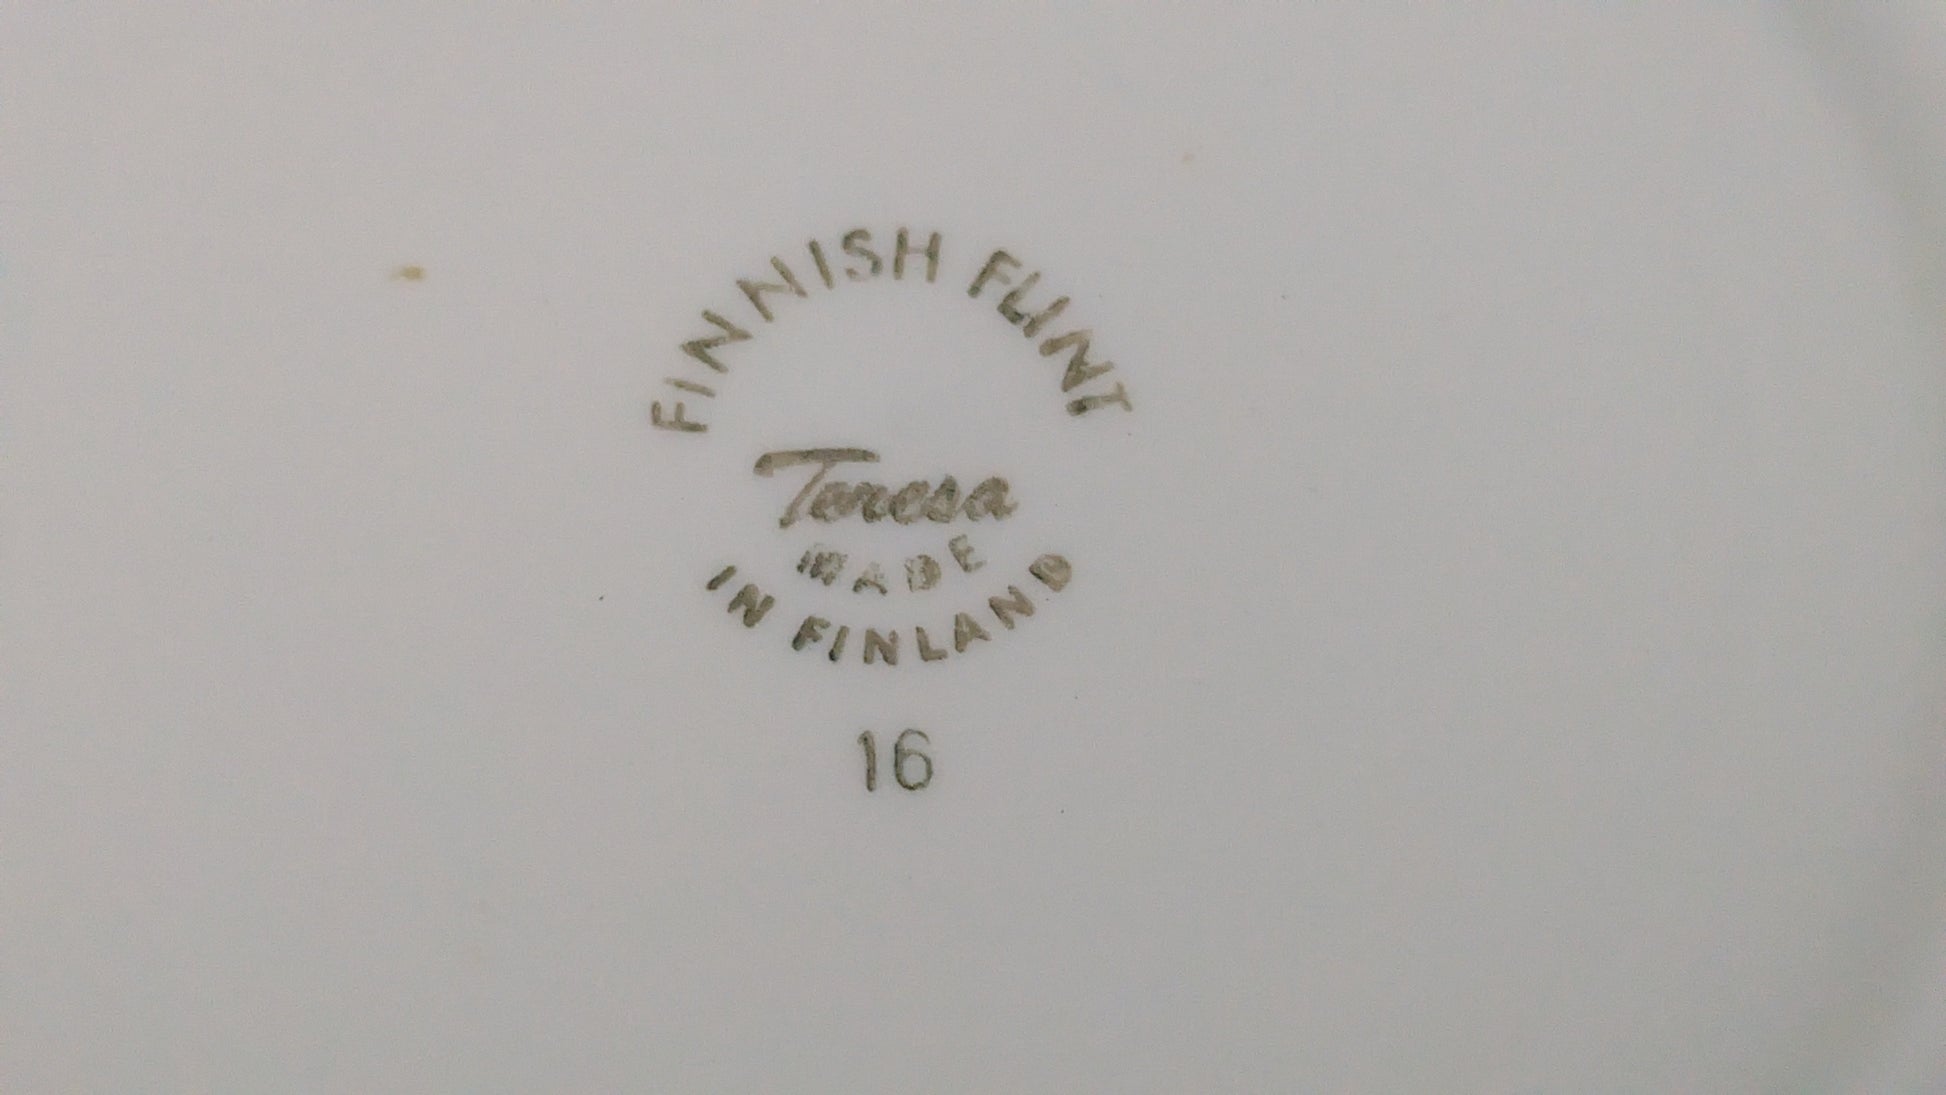 FINNISH FLINT
Teresa
MADE
IN FINLAND
16